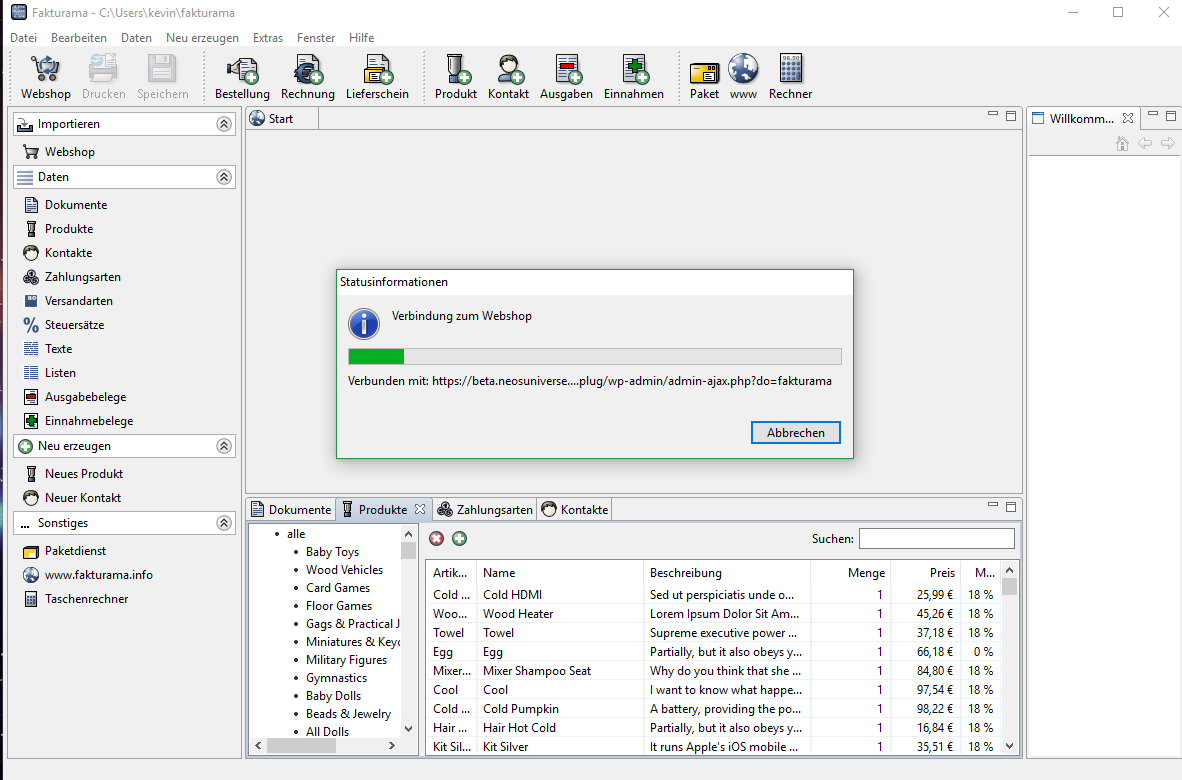 Fakturama - C:\Users\kevin\fakturama
Datei Bearbeiten Daten Neu erzeugen Extras Fenster Hilfe
Webshop Drucken Speichern Bestellung Rechnung Lieferschein Produkt Kontakt Ausgaben Einnahmen Paket www Rechner
Importieren
Webshop
Daten
Dokumente
Produkte
Kontakte
Zahlungsarten
Versandarten
Steuersätze
Texte
Listen
Ausgabebelege
Einnahmebelege
Neu erzeugen
Neues Produkt
Neuer Kontakt
... Sonstiges
Paketdienst
www.fakturama.info
Taschenrechner
Start
Willkomm...
Statusinformationen
Verbindung zum Webshop
Verbunden mit: https://beta.neosuniverse....plug/wp-admin/admin-ajax.php?do=fakturama
Abbrechen
Dokumente Produkte Zahlungsarten Kontakte
alle
Baby Toys
Wood Vehicles
Card Games
Floor Games
Gags & Practical J
Miniatures & Keyc
Military Figures
Gymnastics
Baby Dolls
Beads & Jewelry
All Dolls
Suchen:
Artik... Name Beschreibung Menge Preis M...
Cold ... Cold HDMI Sed ut perspiciatis unde o... 1 25,99 € 18 %
Woo... Wood Heater Lorem Ipsum Dolor Sit Am... 1 45,26 € 18 %
Towel Towel Supreme executive power ... 1 37,18 € 18 %
Egg Egg Partially, but it also obeys y... 1 66,18 € 0 %
Mixer... Mixer Shampoo Seat Why do you think that she ... 1 84,80 € 18 %
Cool Cool I want to know what happe... 1 97,54 € 18 %
Cold ... Cold Pumpkin A battery, providing the po... 1 98,22 € 18 %
Hair ... Hair Hot Cold Partially, but it also obeys y... 1 16,84 € 18 %
Kit Sil... Kit Silver It runs Apple's iOS mobile ... 1 35,51 € 18 %